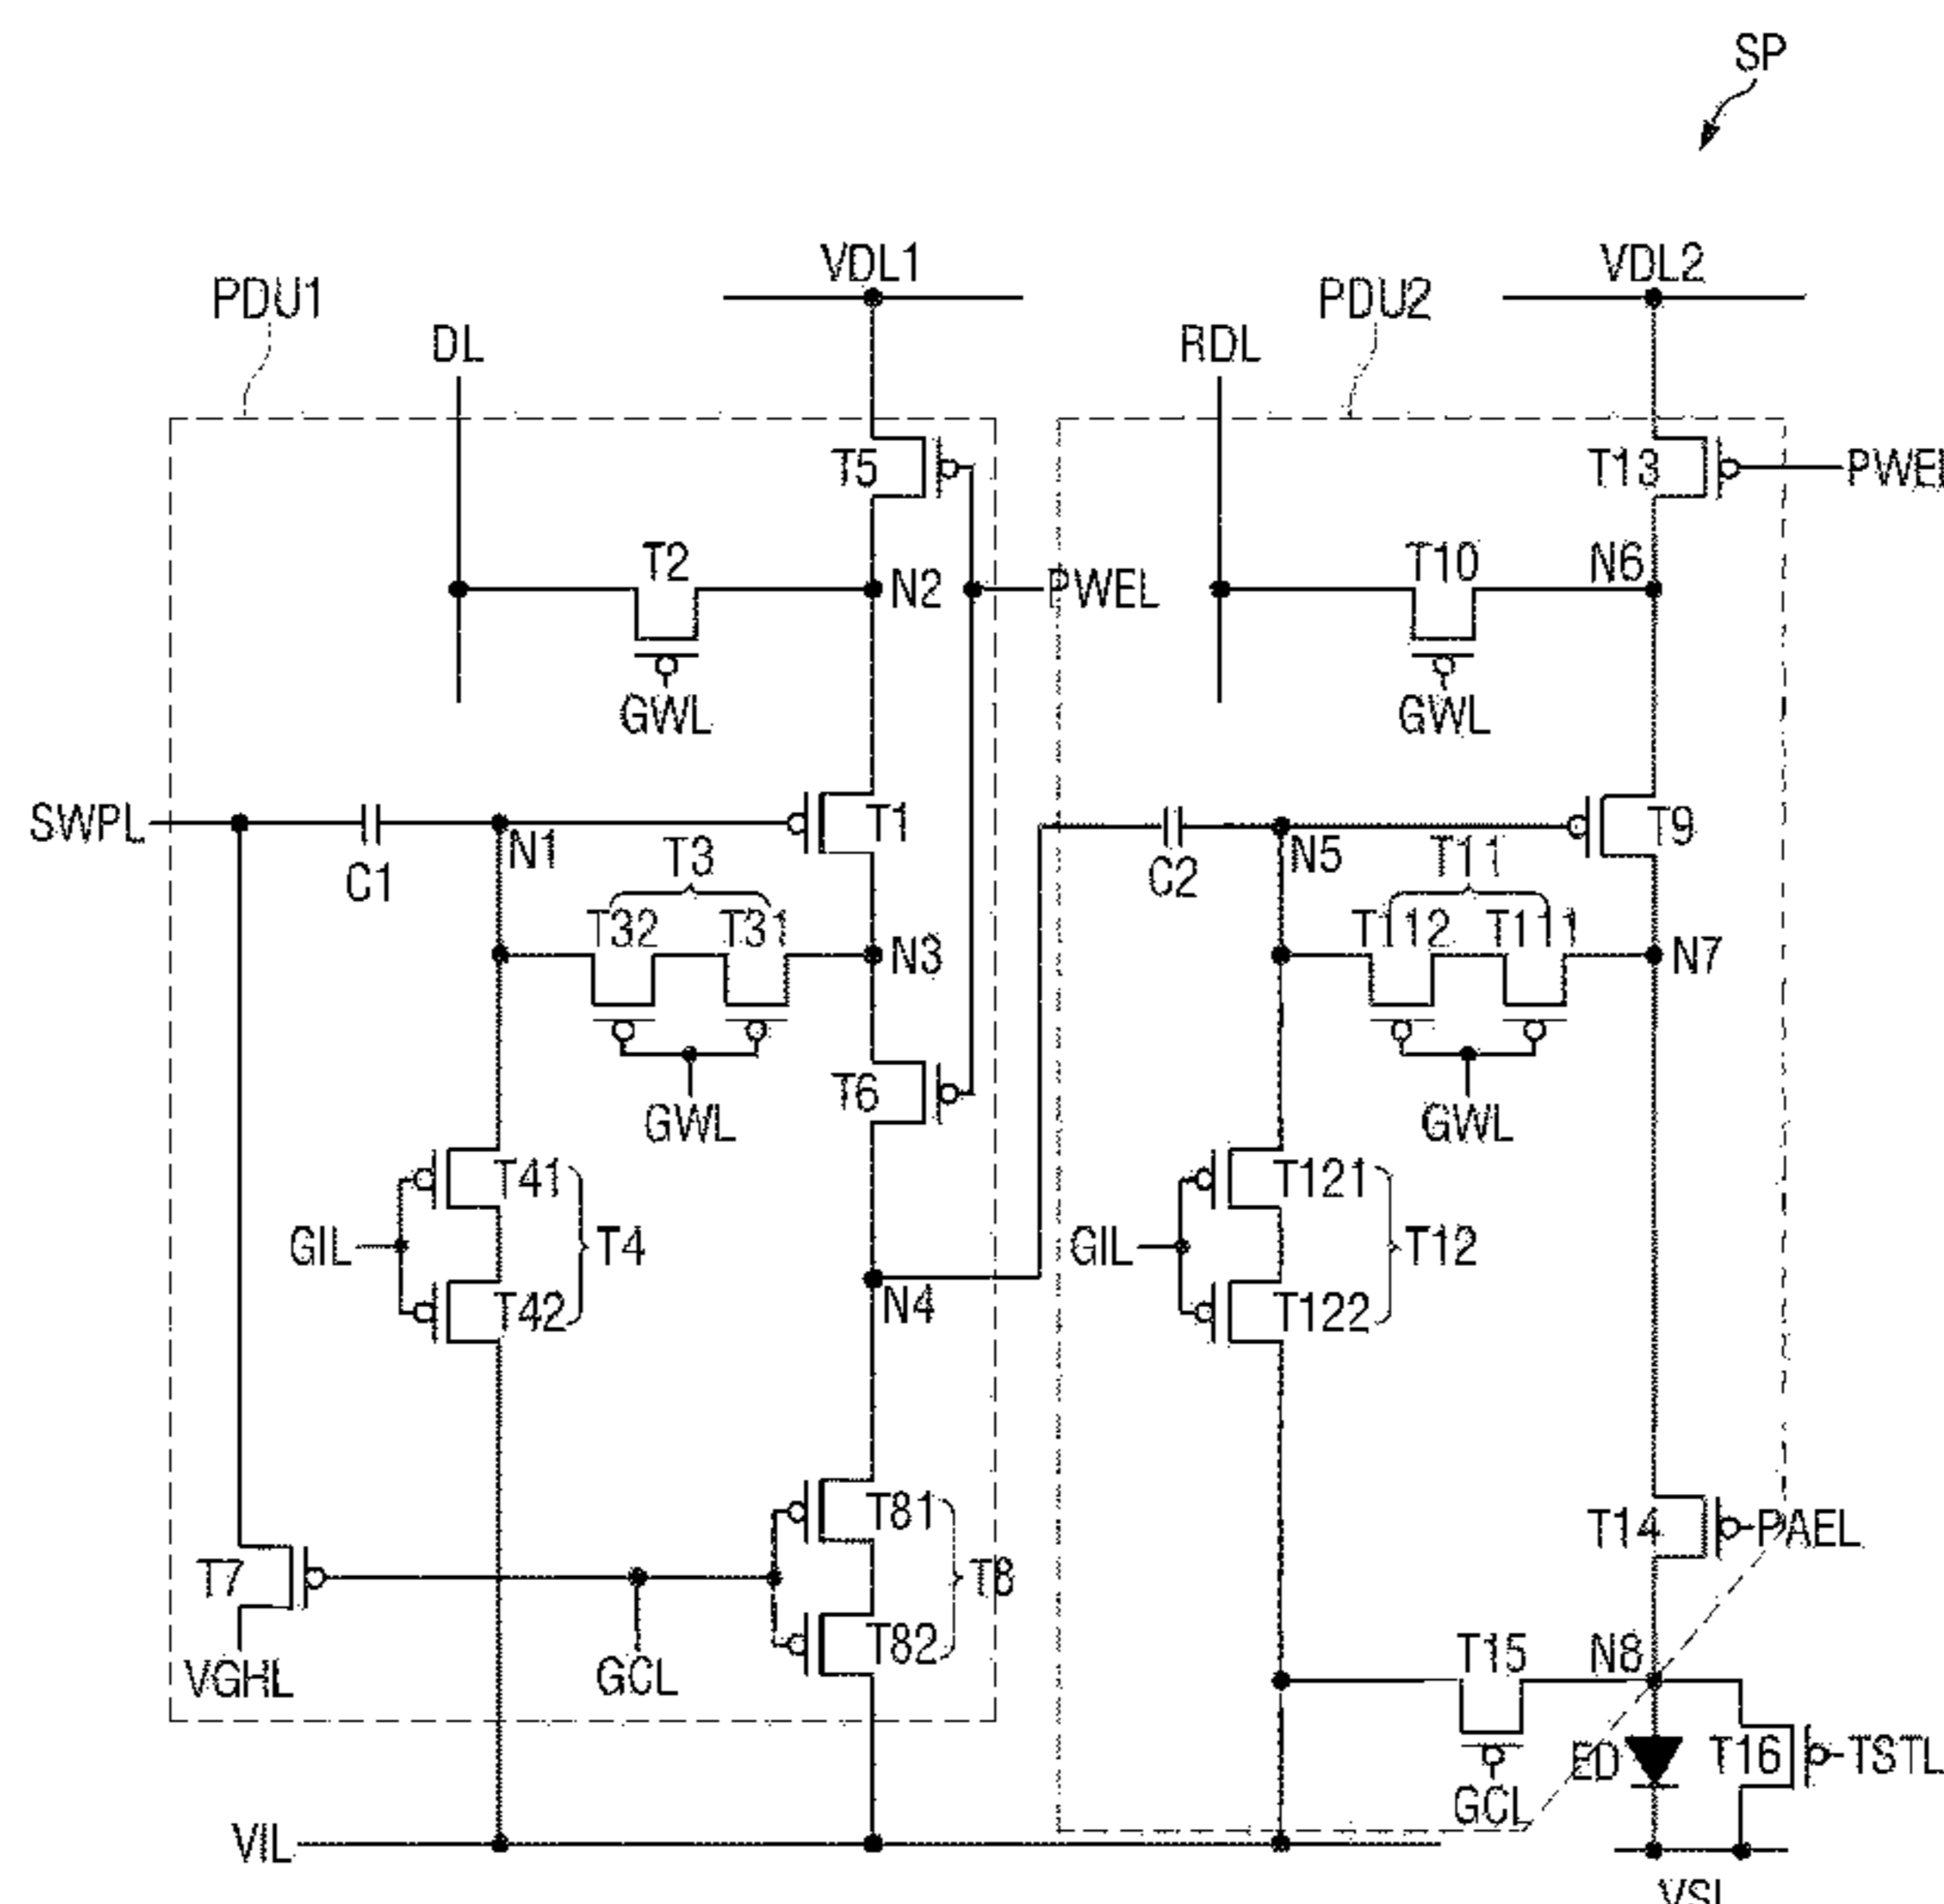 SP
VDL1
VDL2
PDU1
PDU2
DL
RDL
T5
T13
PWEL
T2
N2
PWEL
T10
N6
GWL
GWL
SWPL
C1
N1
T1
T3
C2
N5
T9
T11
T32
T31
N3
T112
T111
N7
GWL
GWL
T6
T41
T42
T4
GIL
GIL
T121
T122
T12
N4
T81
T82
T8
T14
PAEL
T7
VGHL
GCL
T15
N8
GCL
ED
T16
TSTL
VIL
VSL